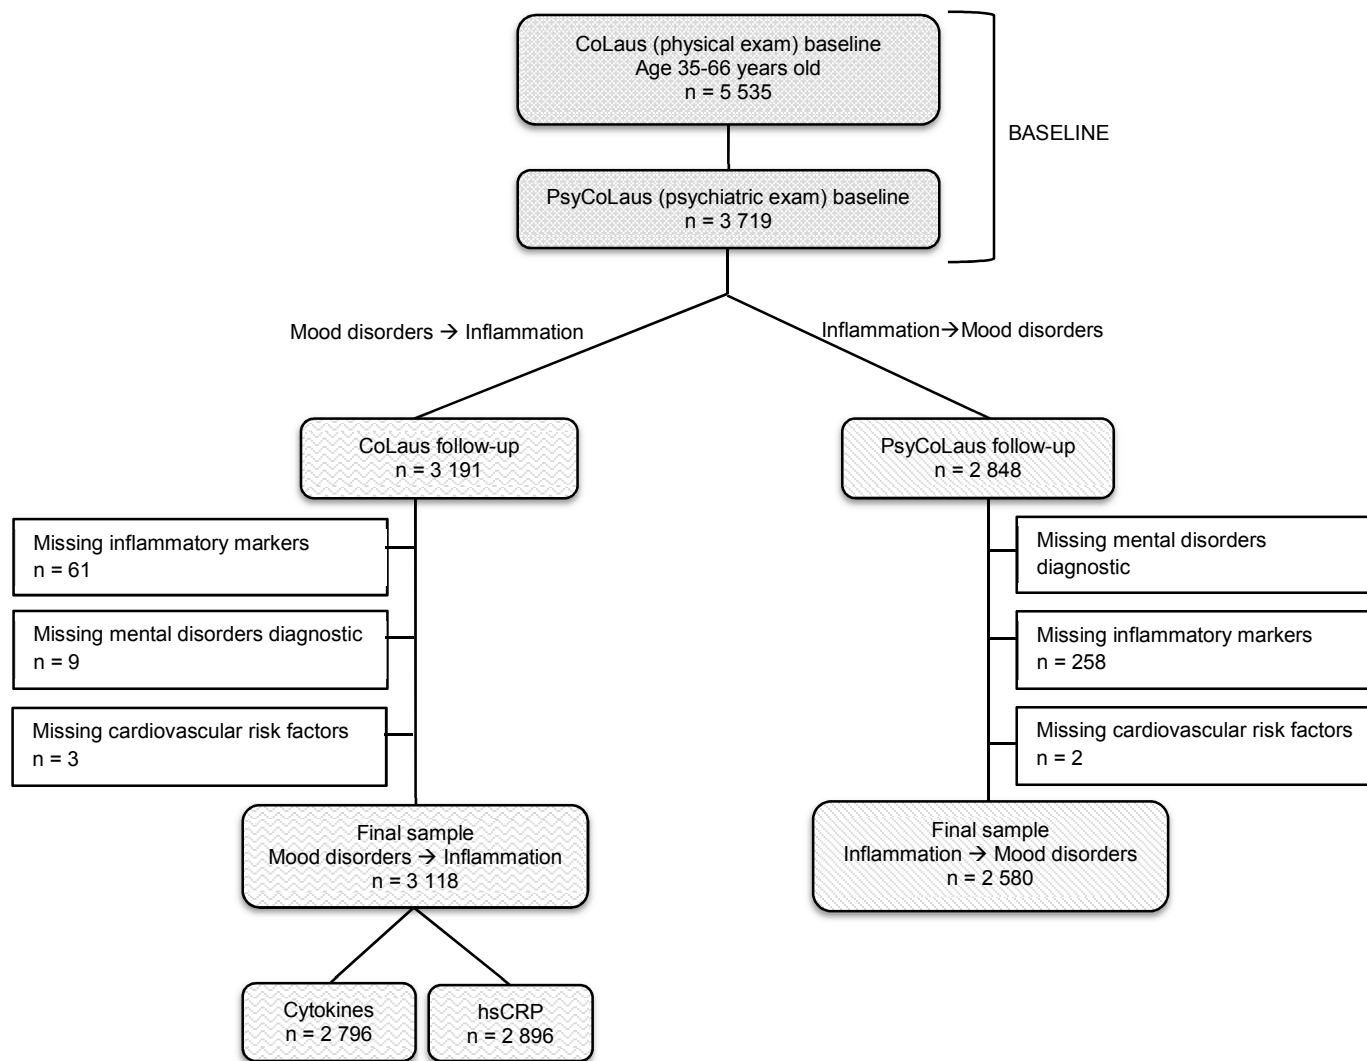 CoLaus (physical exam) baseline
Age 35-66 years old
n = 5 535
BASELINE
PsyCoLaus (psychiatric exam) baseline
n = 3 719
Mood disorders → Inflammation
Inflammation→Mood disorders
CoLaus follow-up
n = 3 191
PsyCoLaus follow-up
n = 2 848
Missing inflammatory markers
n = 61
Missing mental disorders
diagnostic
Missing mental disorders diagnostic
n = 9
Missing inflammatory markers
n = 258
Missing cardiovascular risk factors
n = 3
Missing cardiovascular risk factors
n = 2
Final sample
Mood disorders → Inflammation
n = 3 118
Final sample
Inflammation → Mood disorders
n = 2 580
Cytokines
n = 2 796
hsCRP
n = 2 896